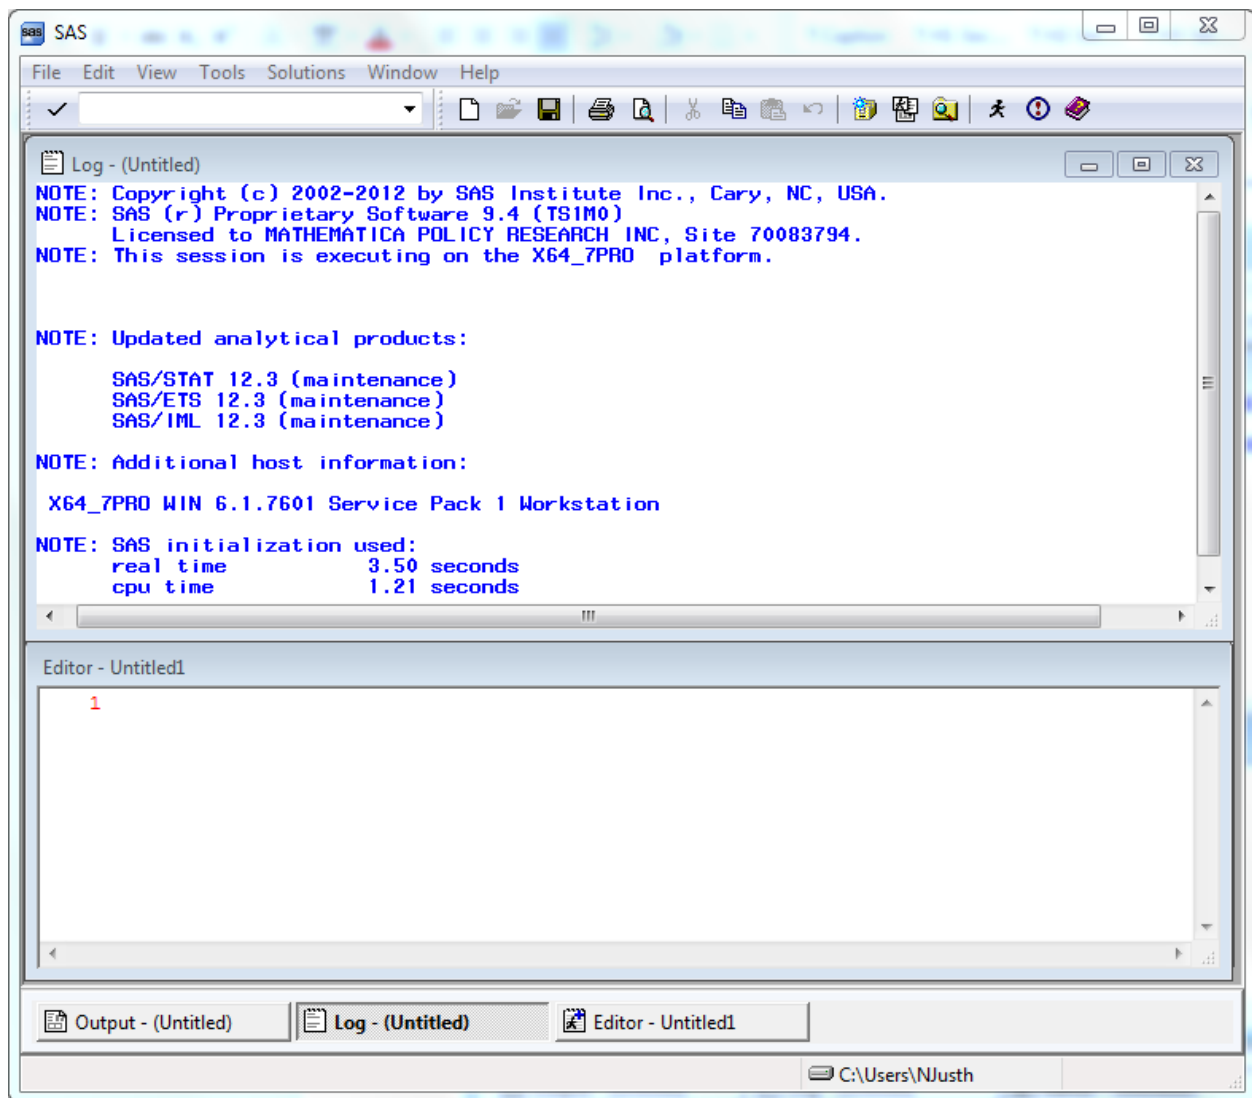 sas SAS
File Edit View Tools Solutions Window Help
Log - (Untitled)
NOTE: Copyright (c) 2002-2012 by SAS Institute Inc., Cary, NC, USA.
NOTE: SAS (r) Proprietary Software 9.4 (TS1M0)
Licensed to MATHEMATICA POLICY RESEARCH INC, Site 70083794.
NOTE: This session is executing on the X64_7PRO  platform.
NOTE: Updated analytical products:
SAS/STAT 12.3 (maintenance)
SAS/ETS 12.3 (maintenance)
SAS/IML 12.3 (maintenance)
NOTE: Additional host information:
X64_7PRO WIN 6.1.7601 Service Pack 1 Workstation
NOTE: SAS initialization used:
real time 3.50 seconds
cpu time 1.21 seconds
Editor - Untitled1
1
Output - (Untitled) Log - (Untitled) Editor - Untitled1
C:\Users\NJusth